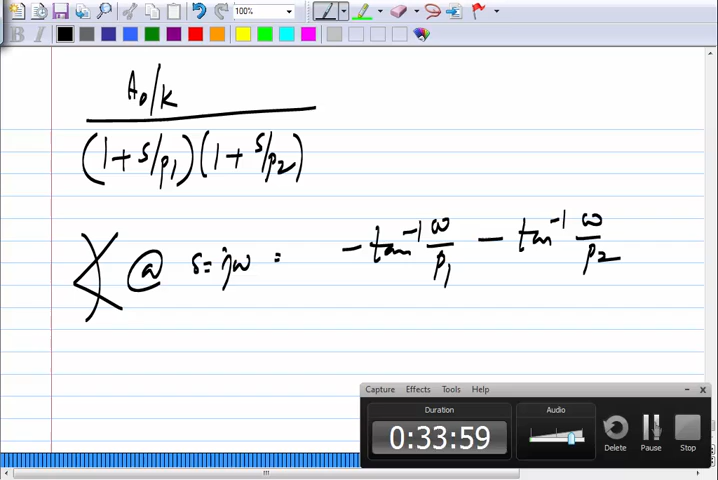 100%
B I
A₀/k
(1 + s/p₁)(1 + s/p₂)
∠ @ s = jω = − tan⁻¹ ω/p₁ − tan⁻¹ ω/p₂
Capture Effects Tools Help
Duration
Audio
0:33:59
Delete Pause Stop